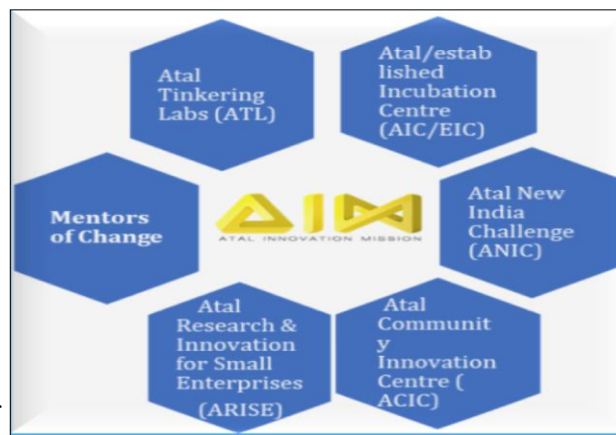 Atal
Tinkering
Labs (ATL)
Atal/estab
lished
Incubation
Centre
(AIC/EIC)
Mentors
of Change
AIM
ATAL INNOVATION MISSION
Atal New
India
Challenge
(ANIC)
Atal
Research &
Innovation
for Small
Enterprises
(ARISE)
Atal
Communit
y
Innovation
Centre (
ACIC)